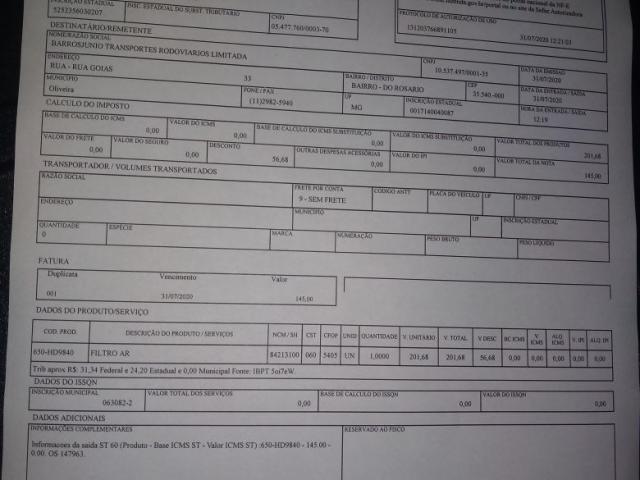 INSCRIÇÃO ESTADUAL INSC. ESTADUAL DO SUBST. TRIBUTÁRIO CNPJ
5252356030207 05.477.760/0003-70
PROTOCOLO DE AUTORIZAÇÃO DE USO
131203766891105 31/07/2020 12:21:03
DESTINATÁRIO/REMETENTE
NOME/RAZÃO SOCIAL CNPJ DATA DA EMISSÃO
BARROSJUNIO TRANSPORTES RODOVIARIOS LIMITADA 10.537.497/0001-35 31/07/2020
ENDEREÇO BAIRRO / DISTRITO CEP DATA DA ENTRADA / SAÍDA
RUA - RUA GOIAS 33 BAIRRO - DO ROSARIO 35.540-000 31/07/2020
MUNICÍPIO FONE / FAX UF INSCRIÇÃO ESTADUAL HORA DA ENTRADA / SAÍDA
Oliveira (11)2982-5940 MG 0017140040087 12:19
CALCULO DO IMPOSTO
BASE DE CALCULO DO ICMS VALOR DO ICMS BASE DE CALCULO DO ICMS SUBSTITUIÇÃO VALOR DO ICMS SUBSTITUIÇÃO VALOR TOTAL DOS PRODUTOS
0,00 0,00 0,00 0,00 201,68
VALOR DO FRETE VALOR DO SEGURO DESCONTO OUTRAS DESPESAS ACESSÓRIAS VALOR DO IPI VALOR TOTAL DA NOTA
0,00 0,00 56,68 0,00 0,00 145,00
TRANSPORTADOR / VOLUMES TRANSPORTADOS
RAZÃO SOCIAL FRETE POR CONTA CODIGO ANTT PLACA DO VEICULO UF CNPJ / CPF
9 - SEM FRETE
ENDEREÇO MUNICIPIO UF INSCRIÇÃO ESTADUAL
QUANTIDADE ESPÉCIE MARCA NUMERAÇÃO PESO BRUTO PESO LIQUIDO
0
FATURA
Duplicata Vencimento Valor
001 31/07/2020 145,00
DADOS DO PRODUTO/SERVIÇO
COD. PROD. DESCRIÇÃO DO PRODUTO / SERVIÇOS NCM / SH CST CFOP UNID QUANTIDADE V. UNITÁRIO V. TOTAL V DESC BC ICMS V. ICMS ALQ ICMS V. IPI ALQ. IPI
650-HD9840 FILTRO AR 84213100 060 5405 UN 1,0000 201,68 201,68 56,68 0,00 0,00 0,00 0,00 0,00
Trib aprox R$: 31,34 Federal e 24,20 Estadual e 0,00 Municipal Fonte: IBPT 5oi7eW.
DADOS DO ISSQN
INSCRIÇÃO MUNICIPAL VALOR TOTAL DOS SERVIÇOS BASE DE CALCULO DO ISSQN VALOR DO ISSQN
063082-2 0,00 0,00 0,00
DADOS ADICIONAIS
INFORMAÇÕES COMPLEMENTARES RESERVADO AO FISCO
Informacoes da saida ST 60 (Produto - Base ICMS ST - Valor ICMS ST) :650-HD9840 - 145.00 -
0.00. OS 147963.